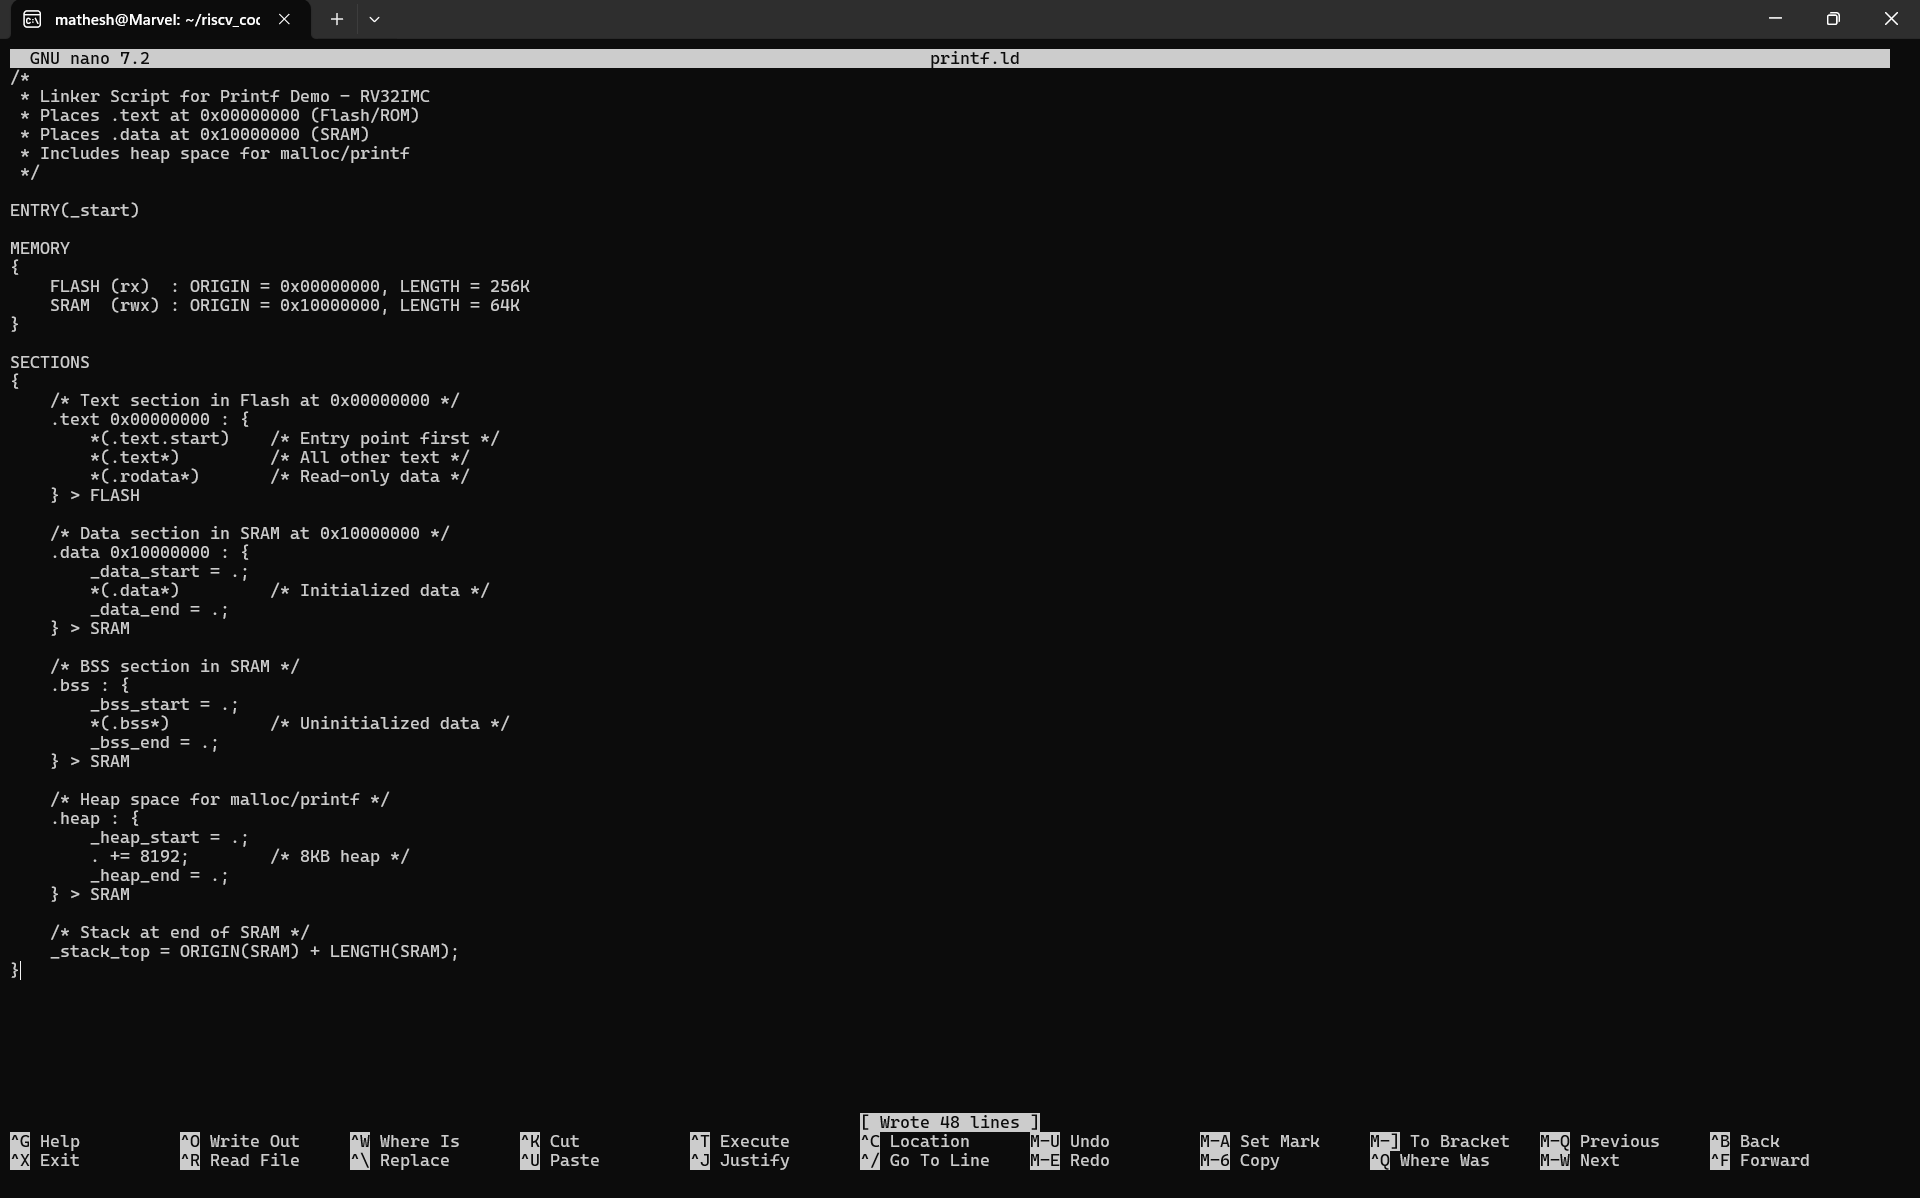 mathesh@Marvel: ~/riscv_coc
GNU nano 7.2 printf.ld
/*
 * Linker Script for Printf Demo - RV32IMC
 * Places .text at 0x00000000 (Flash/ROM)
 * Places .data at 0x10000000 (SRAM)
 * Includes heap space for malloc/printf
 */
ENTRY(_start)
MEMORY
{
    FLASH (rx)  : ORIGIN = 0x00000000, LENGTH = 256K
    SRAM  (rwx) : ORIGIN = 0x10000000, LENGTH = 64K
}
SECTIONS
{
    /* Text section in Flash at 0x00000000 */
    .text 0x00000000 : {
        *(.text.start)    /* Entry point first */
        *(.text*)         /* All other text */
        *(.rodata*)       /* Read-only data */
    } > FLASH
    /* Data section in SRAM at 0x10000000 */
    .data 0x10000000 : {
        _data_start = .;
        *(.data*)         /* Initialized data */
        _data_end = .;
    } > SRAM
    /* BSS section in SRAM */
    .bss : {
        _bss_start = .;
        *(.bss*)          /* Uninitialized data */
        _bss_end = .;
    } > SRAM
    /* Heap space for malloc/printf */
    .heap : {
        _heap_start = .;
        . += 8192;        /* 8KB heap */
        _heap_end = .;
    } > SRAM
    /* Stack at end of SRAM */
    _stack_top = ORIGIN(SRAM) + LENGTH(SRAM);
}
[ Wrote 48 lines ]
^G Help ^O Write Out ^W Where Is ^K Cut ^T Execute ^C Location M-U Undo M-A Set Mark M-] To Bracket M-Q Previous ^B Back
^X Exit ^R Read File ^\ Replace ^U Paste ^J Justify ^/ Go To Line M-E Redo M-6 Copy ^Q Where Was M-W Next ^F Forward